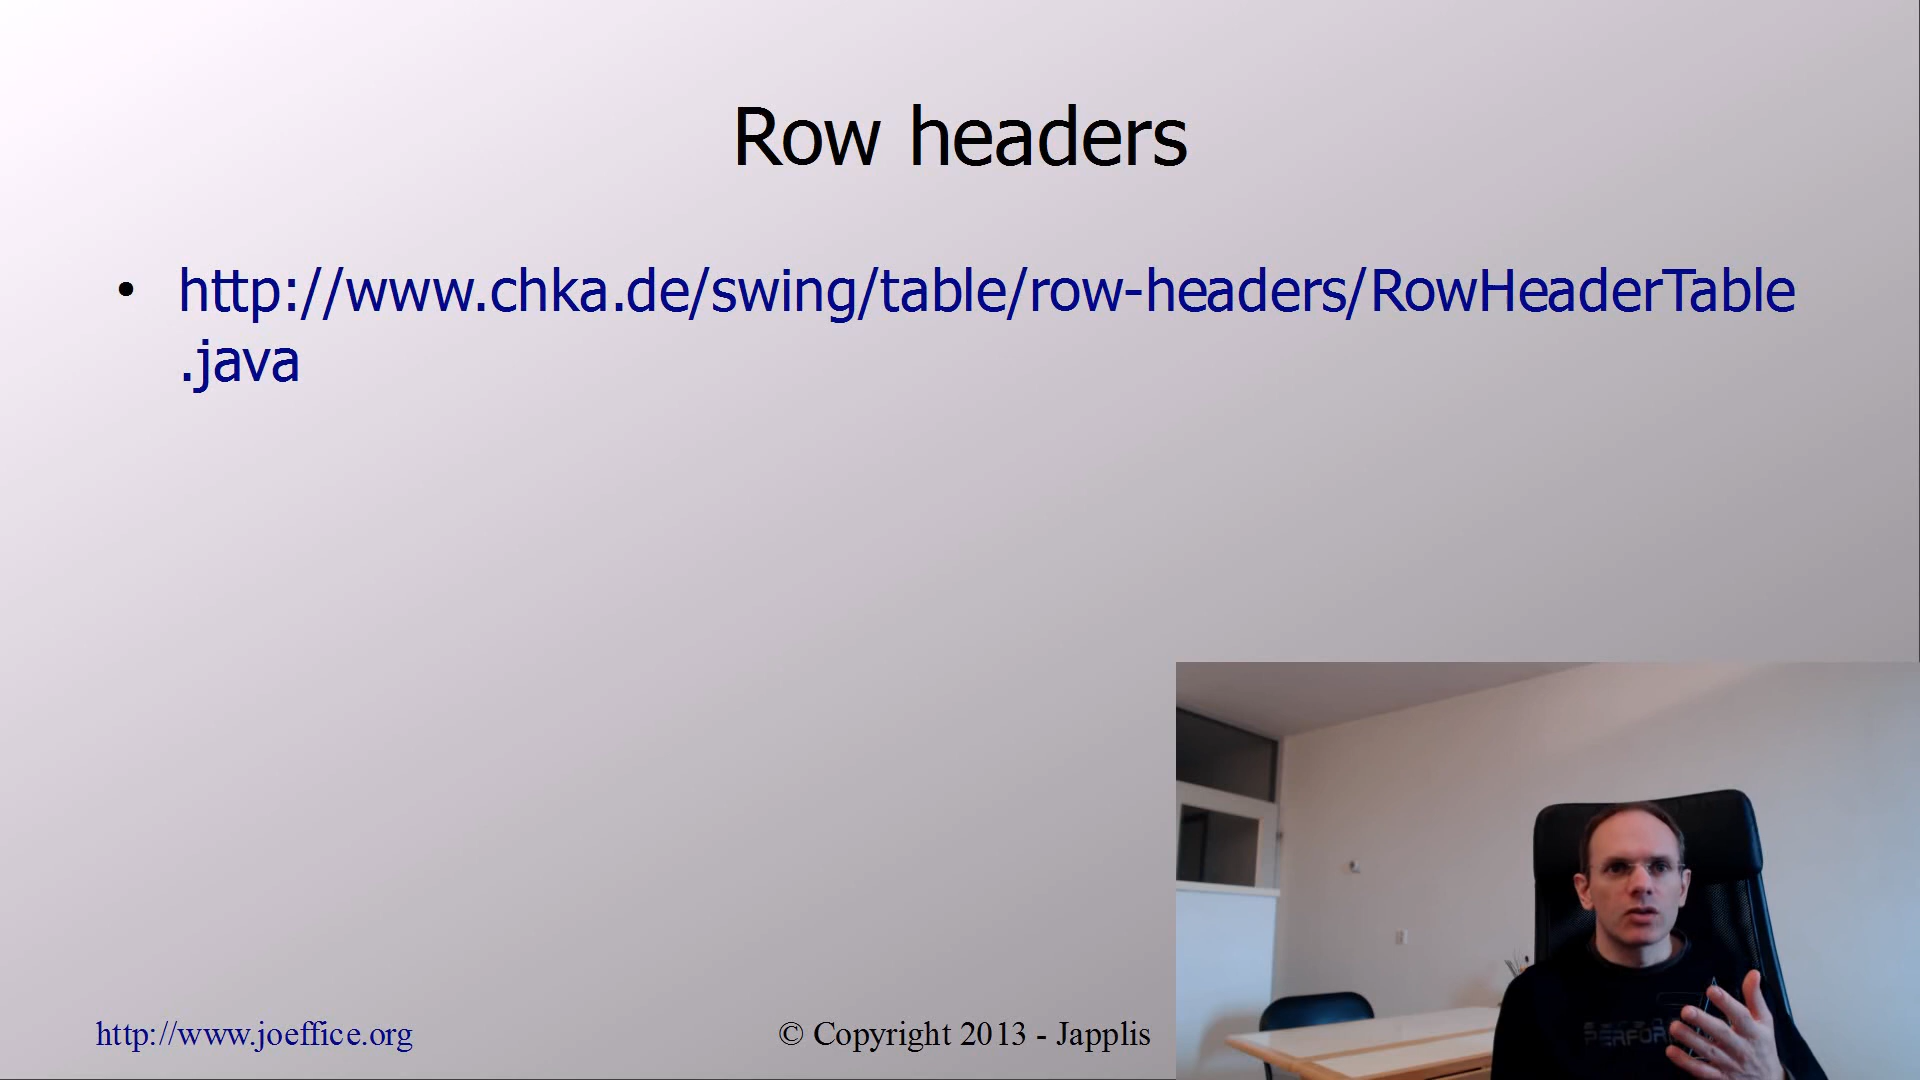 Row headers
• http://www.chka.de/swing/table/row-headers/RowHeaderTable
.java
http://www.joeffice.org
© Copyright 2013 - Japplis